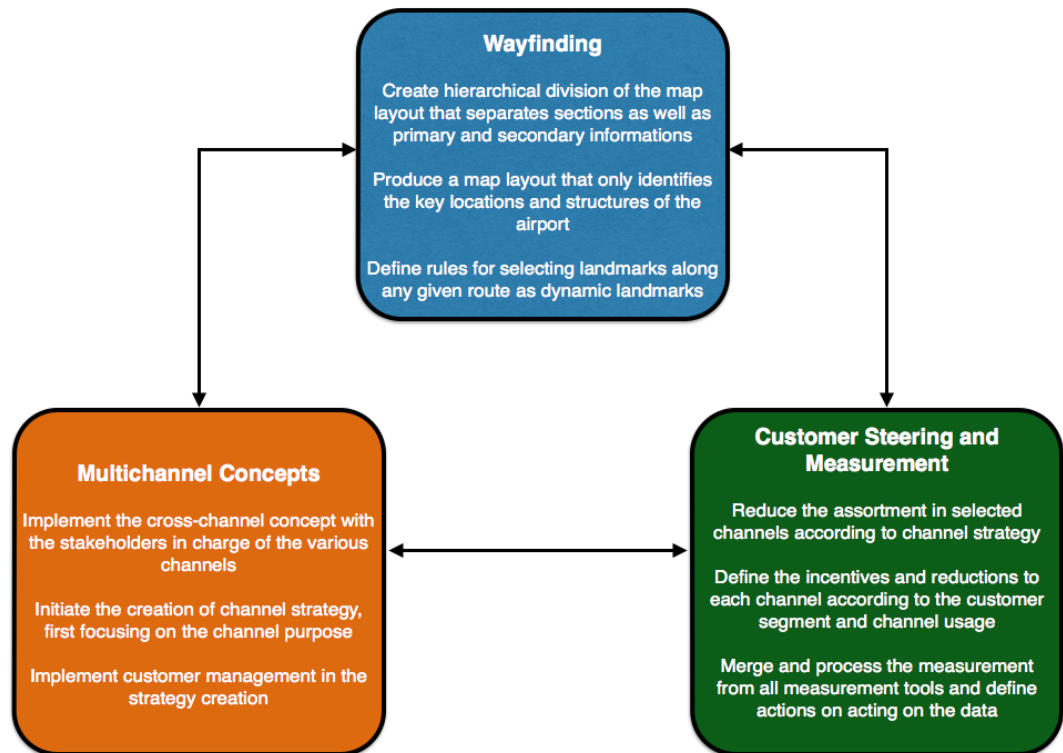 Wayfinding
Create hierarchical division of the map
layout that separates sections as well as
primary and secondary informations
Produce a map layout that only identifies
the key locations and structures of the
airport
Define rules for selecting landmarks along
any given route as dynamic landmarks
Multichannel Concepts
Implement the cross-channel concept with
the stakeholders in charge of the various
channels
Initiate the creation of channel strategy,
first focusing on the channel purpose
Implement customer management in the
strategy creation
Customer Steering and
Measurement
Reduce the assortment in selected
channels according to channel strategy
Define the incentives and reductions to
each channel according to the customer
segment and channel usage
Merge and process the measurement
from all measurement tools and define
actions on acting on the data